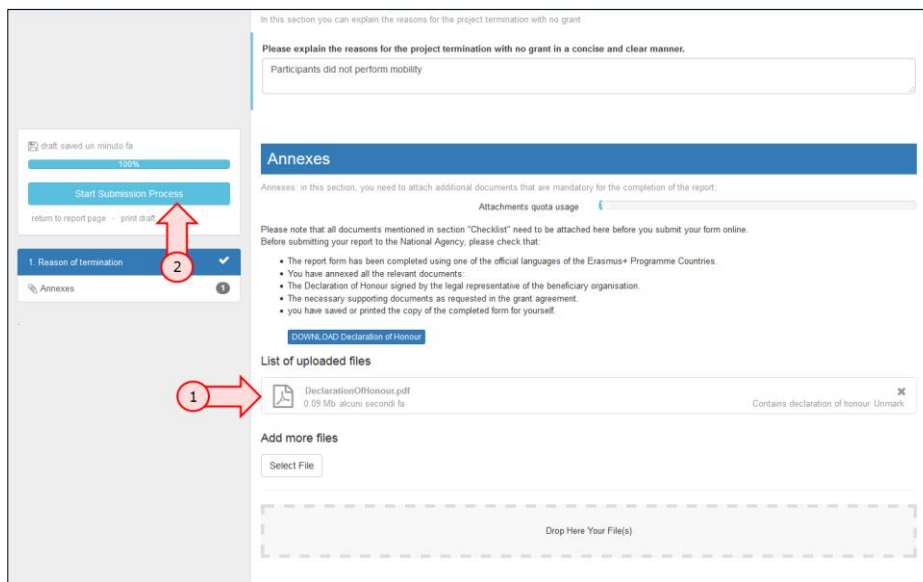 In this section you can explain the reasons for the project termination with no grant
Please explain the reasons for the project termination with no grant in a concise and clear manner.
Participants did not perform mobility
draft saved un minuto fa
100%
Start Submission Process
return to report page - print draft
2
1. Reason of termination
Annexes 1
Annexes
Annexes: in this section, you need to attach additional documents that are mandatory for the completion of the report;
Attachments quota usage
Please note that all documents mentioned in section "Checklist" need to be attached here before you submit your form online.
Before submitting your report to the National Agency, please check that:
• The report form has been completed using one of the official languages of the Erasmus+ Programme Countries.
• You have annexed all the relevant documents:
• The Declaration of Honour signed by the legal representative of the beneficiary organisation.
• The necessary supporting documents as requested in the grant agreement.
• you have saved or printed the copy of the completed form for yourself.
DOWNLOAD Declaration of Honour
List of uploaded files
1
DeclarationOfHonour.pdf
0.09 Mb alcuni secondi fa
Contains declaration of honour Unmark
Add more files
Select File
Drop Here Your File(s)